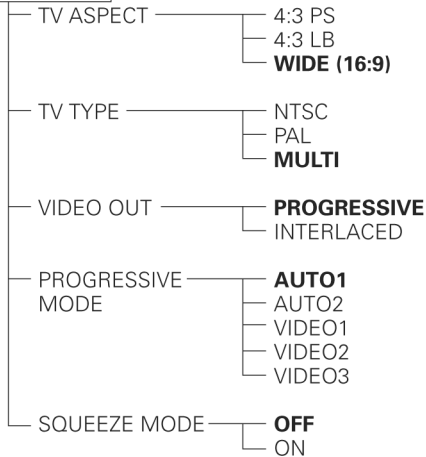 TV ASPECT
4:3 PS
4:3 LB
WIDE (16:9)
TV TYPE
NTSC
PAL
MULTI
VIDEO OUT
PROGRESSIVE
INTERLACED
PROGRESSIVE
MODE
AUTO1
AUTO2
VIDEO1
VIDEO2
VIDEO3
SQUEEZE MODE
OFF
ON